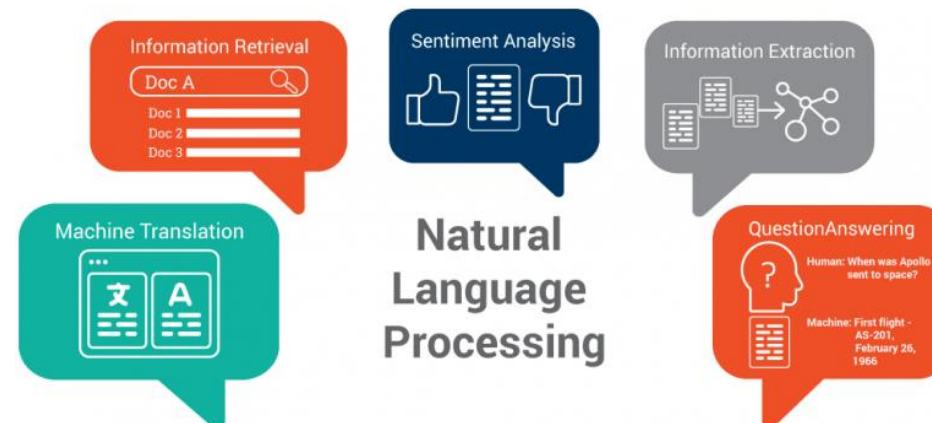 Information Retrieval
Doc A
Doc 1
Doc 2
Doc 3
Sentiment Analysis
Information Extraction
Machine Translation
文
A
Natural
Language
Processing
QuestionAnswering
?
Human: When was Apollo
sent to space?
Machine: First flight -
AS-201,
February 26,
1966